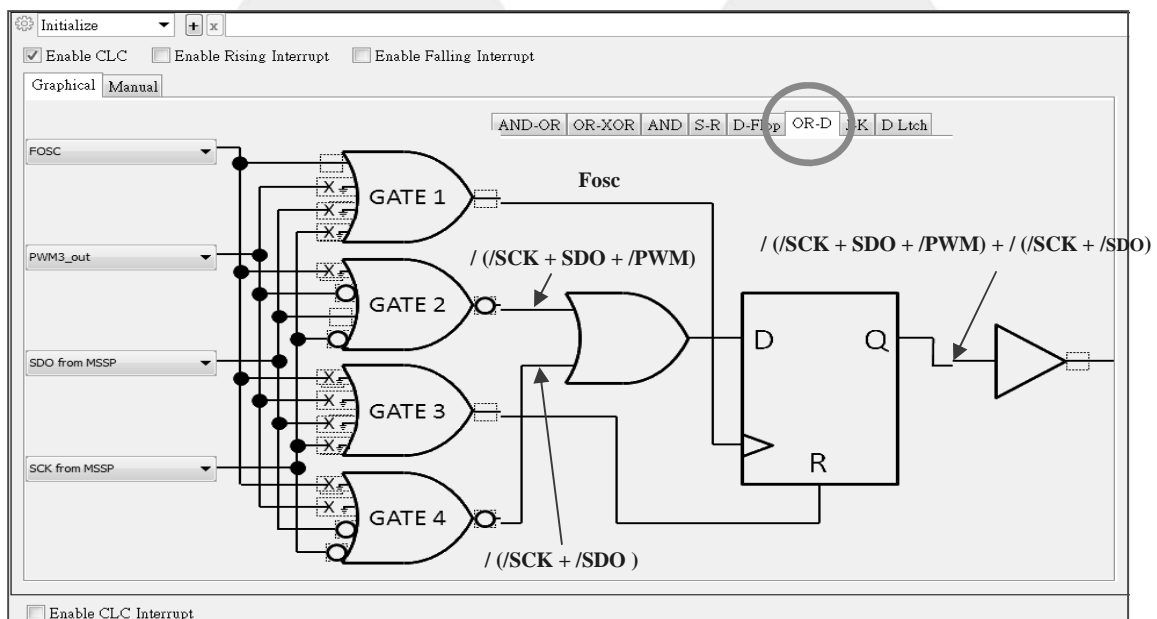 Initialize + x
Enable CLC Enable Rising Interrupt Enable Falling Interrupt
Graphical Manual
AND-OR OR-XOR AND S-R D-Flop OR-D J-K D Ltch
FOSC
X
X
X
GATE 1
Fosc
PWM3_out
X
GATE 2
/ (/SCK + SDO + /PWM)
/ (/SCK + SDO + /PWM) + / (/SCK + /SDO)
D Q
SDO from MSSP
X
X
X
X
GATE 3
R
SCK from MSSP
X
X
GATE 4
/ (/SCK + /SDO )
Enable CLC Interrupt